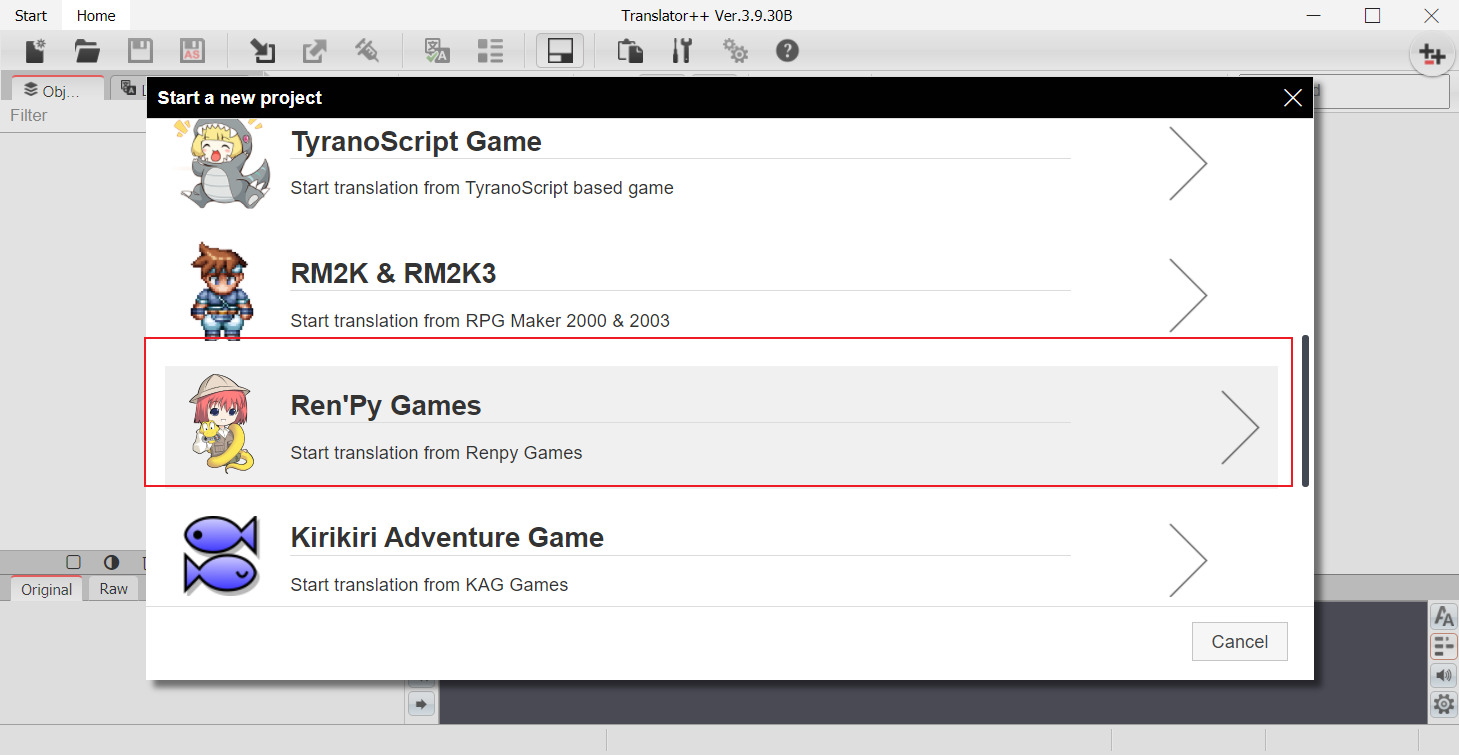 Start Home Translator++ Ver.3.9.30B
AS
Obj...
Filter
Start a new project
TyranoScript Game
Start translation from TyranoScript based game
RM2K & RM2K3
Start translation from RPG Maker 2000 & 2003
Ren'Py Games
Start translation from Renpy Games
Kirikiri Adventure Game
Start translation from KAG Games
Original Raw
Cancel